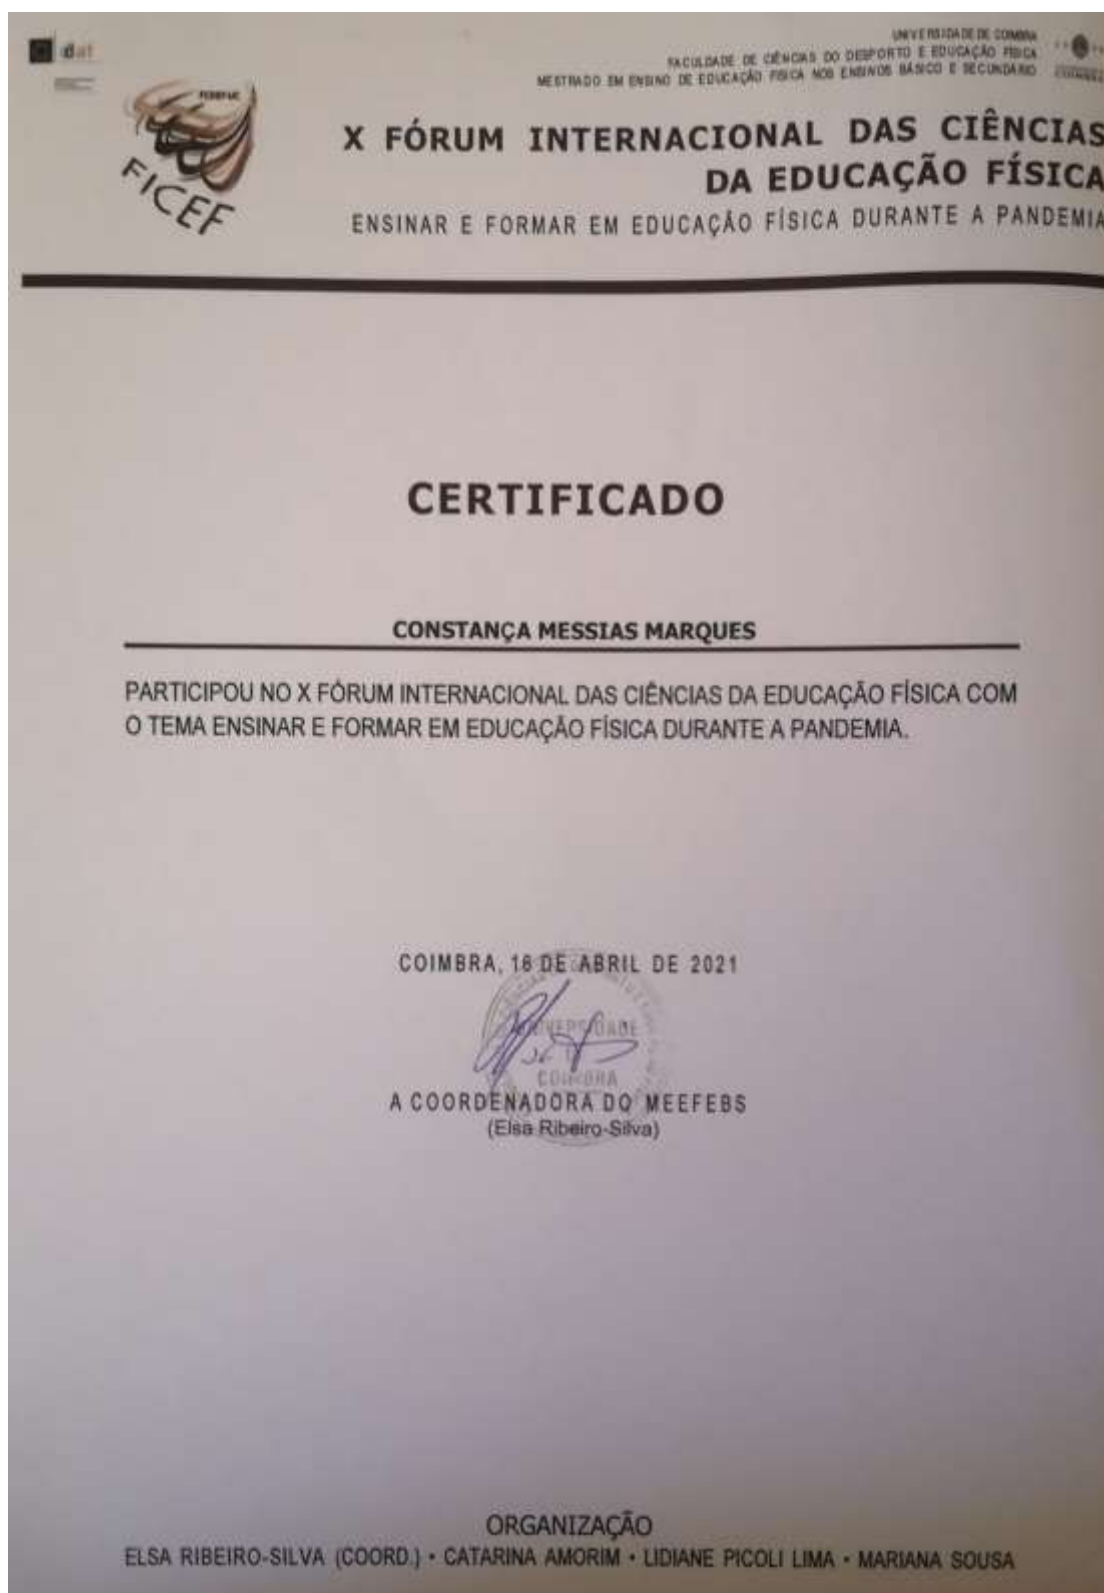 dat
UNIVERSIDADE DE COIMBRA
FACULDADE DE CIÊNCIAS DO DESPORTO E EDUCAÇÃO FÍSICA
MESTRADO EM ENSINO DE EDUCAÇÃO FÍSICA NOS ENSINOS BÁSICO E SECUNDÁRIO
FICEF
X FÓRUM INTERNACIONAL DAS CIÊNCIAS
DA EDUCAÇÃO FÍSICA
ENSINAR E FORMAR EM EDUCAÇÃO FÍSICA DURANTE A PANDEMIA
CERTIFICADO
CONSTANÇA MESSIAS MARQUES
PARTICIPOU NO X FÓRUM INTERNACIONAL DAS CIÊNCIAS DA EDUCAÇÃO FÍSICA COM
O TEMA ENSINAR E FORMAR EM EDUCAÇÃO FÍSICA DURANTE A PANDEMIA.
COIMBRA, 16 DE ABRIL DE 2021
UNIVERSIDADE
COIMBRA
A COORDENADORA DO MEEFEBS
(Elsa Ribeiro-Silva)
ORGANIZAÇÃO
ELSA RIBEIRO-SILVA (COORD.) • CATARINA AMORIM • LIDIANE PICOLI LIMA • MARIANA SOUSA